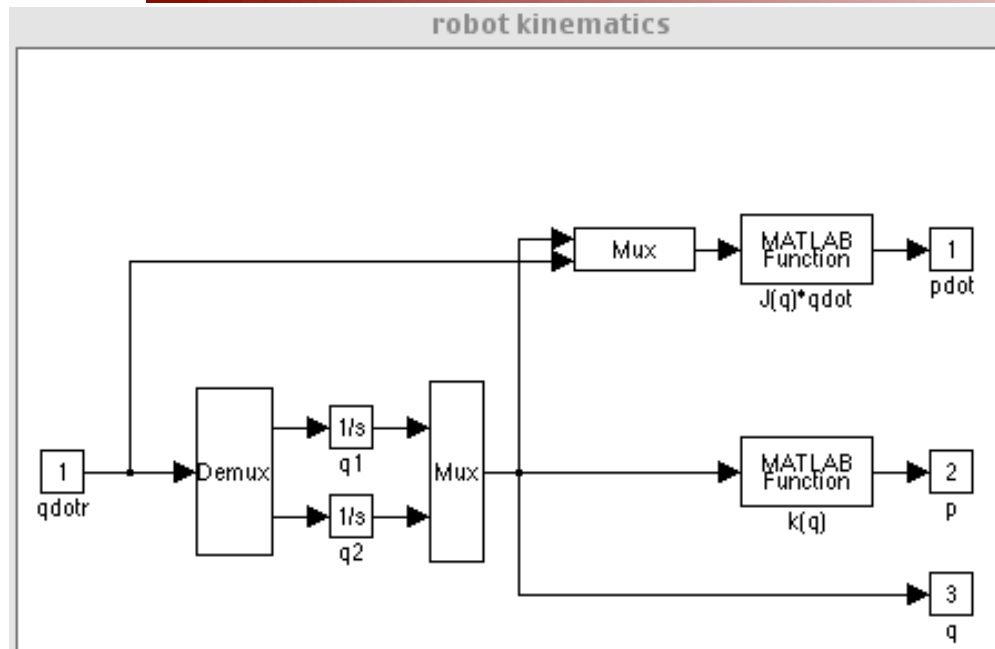 robot kinematics
Mux
MATLAB
Function
J(q)*qdot
1
pdot
1
qdotr
Demux
1/s
q1
1/s
q2
Mux
MATLAB
Function
k(q)
2
p
3
q